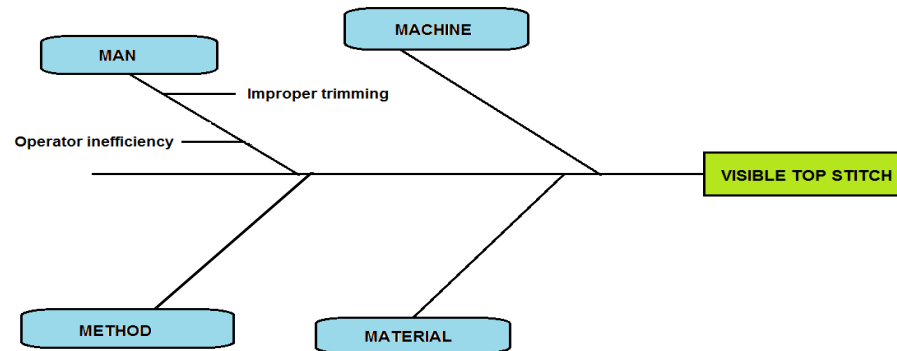 MACHINE
MAN
Improper trimming
Operator inefficiency
VISIBLE TOP STITCH
METHOD
MATERIAL